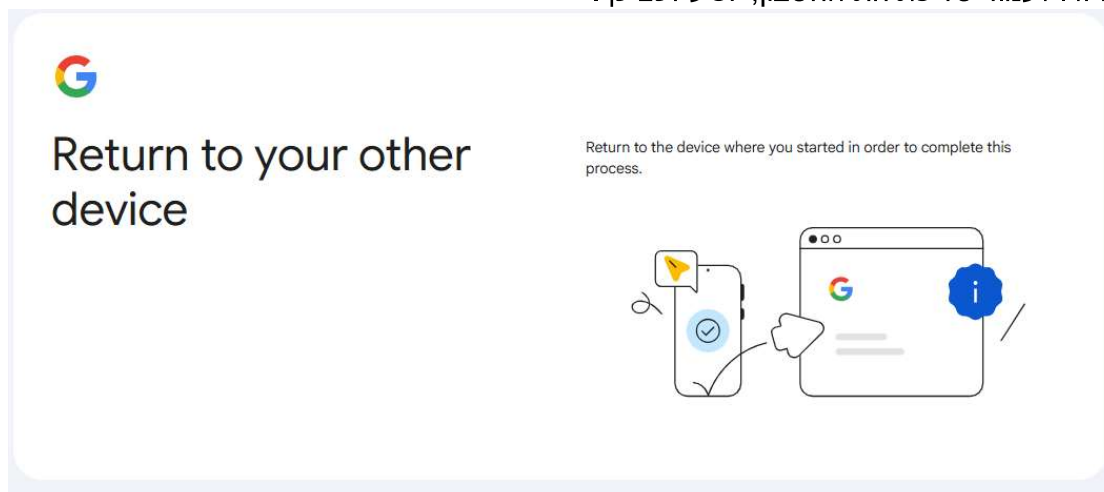 Return to your other
device
Return to the device where you started in order to complete this
process.